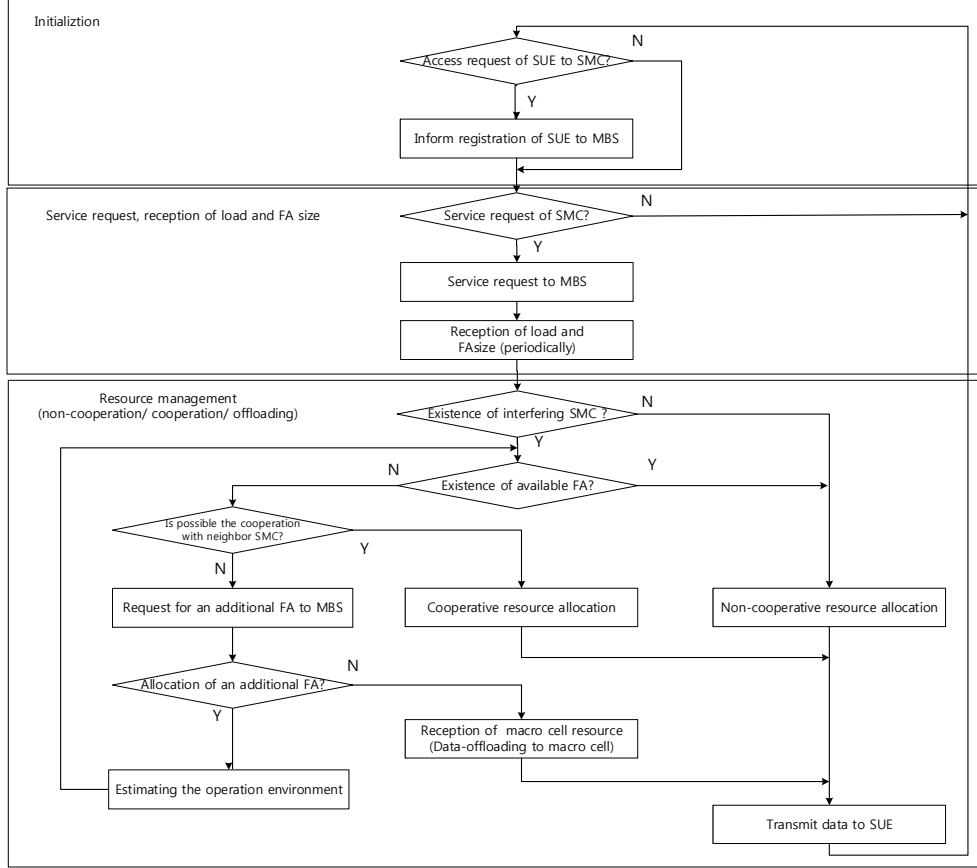 Initializtion
N
Access request of SUE to SMC?
Y
Inform registration of SUE to MBS
Service request, reception of load and FA size
Service request of SMC?
N
Y
Service request to MBS
Reception of load and
FAsize (periodically)
Resource management
(non-cooperation/ cooperation/ offloading)
Existence of interfering SMC ?
N
Y
N
Existence of available FA?
Y
Is possible the cooperation
with neighbor SMC?
Y
N
Request for an additional FA to MBS
Cooperative resource allocation
Non-cooperative resource allocation
N
Allocation of an additional FA?
Y
Reception of macro cell resource
(Data-offloading to macro cell)
Estimating the operation environment
Transmit data to SUE